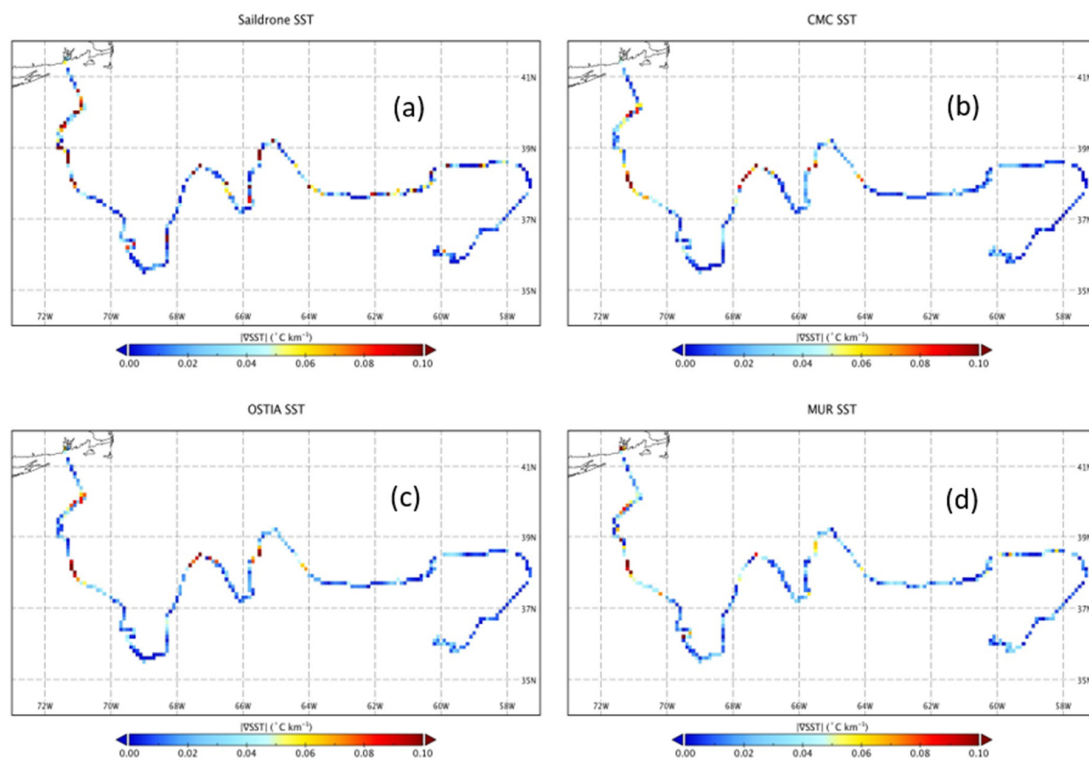 Saildrone SST
CMC SST
(a)
41N
39N
37N
35N
72W 70W 68W 66W 64W 62W 60W 58W
|∇SST| (˚C km⁻¹)
0.00 0.02 0.04 0.06 0.08 0.10
(b)
41N
39N
37N
35N
72W 70W 68W 66W 64W 62W 60W 58W
|∇SST| (˚C km⁻¹)
0.00 0.02 0.04 0.06 0.08 0.10
OSTIA SST
MUR SST
(c)
41N
39N
37N
35N
72W 70W 68W 66W 64W 62W 60W 58W
|∇SST| (˚C km⁻¹)
0.00 0.02 0.04 0.06 0.08 0.10
(d)
41N
39N
37N
35N
72W 70W 68W 66W 64W 62W 60W 58W
|∇SST| (˚C km⁻¹)
0.00 0.02 0.04 0.06 0.08 0.10